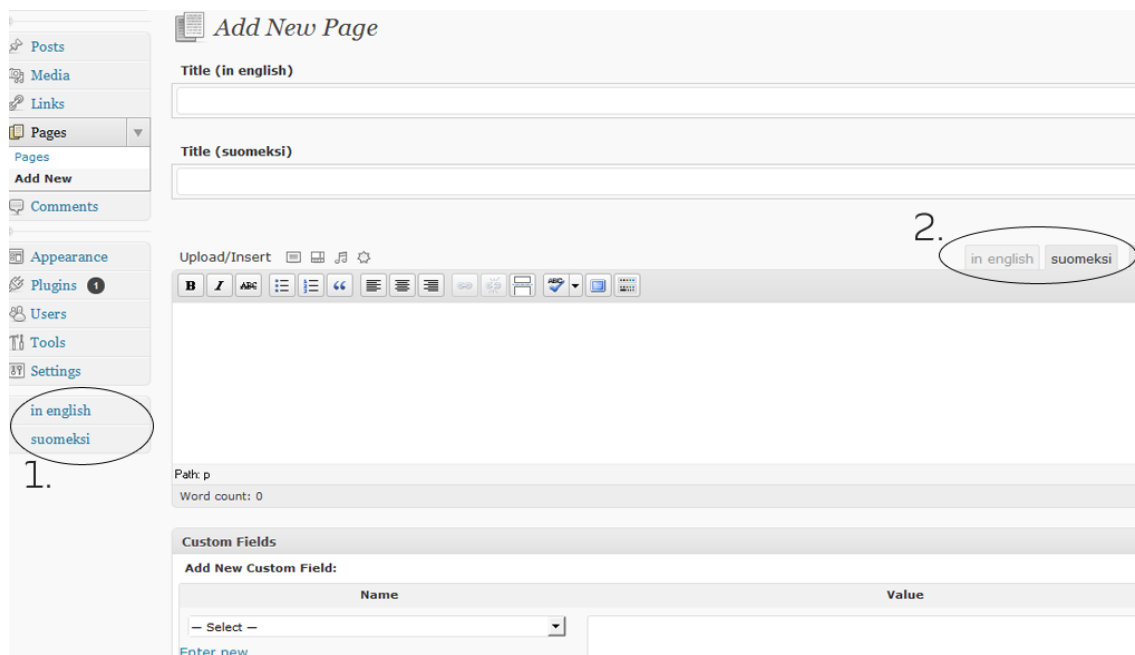 Add New Page
Posts
Media
Links
Pages
Pages
Add New
Comments
Appearance
Plugins 1
Users
Tools
Settings
in english
suomeksi
1.
Title (in english)
Title (suomeksi)
2.
Upload/Insert
in english suomeksi
B I ABC “ ABC
Path: p
Word count: 0
Custom Fields
Add New Custom Field:
Name Value
— Select —
Enter new